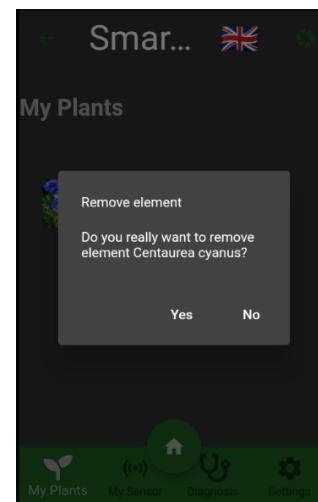 Smar...
My Plants
Remove element
Do you really want to remove
element Centaurea cyanus?
Yes No
My Plants My Sensor Diagnosis Settings